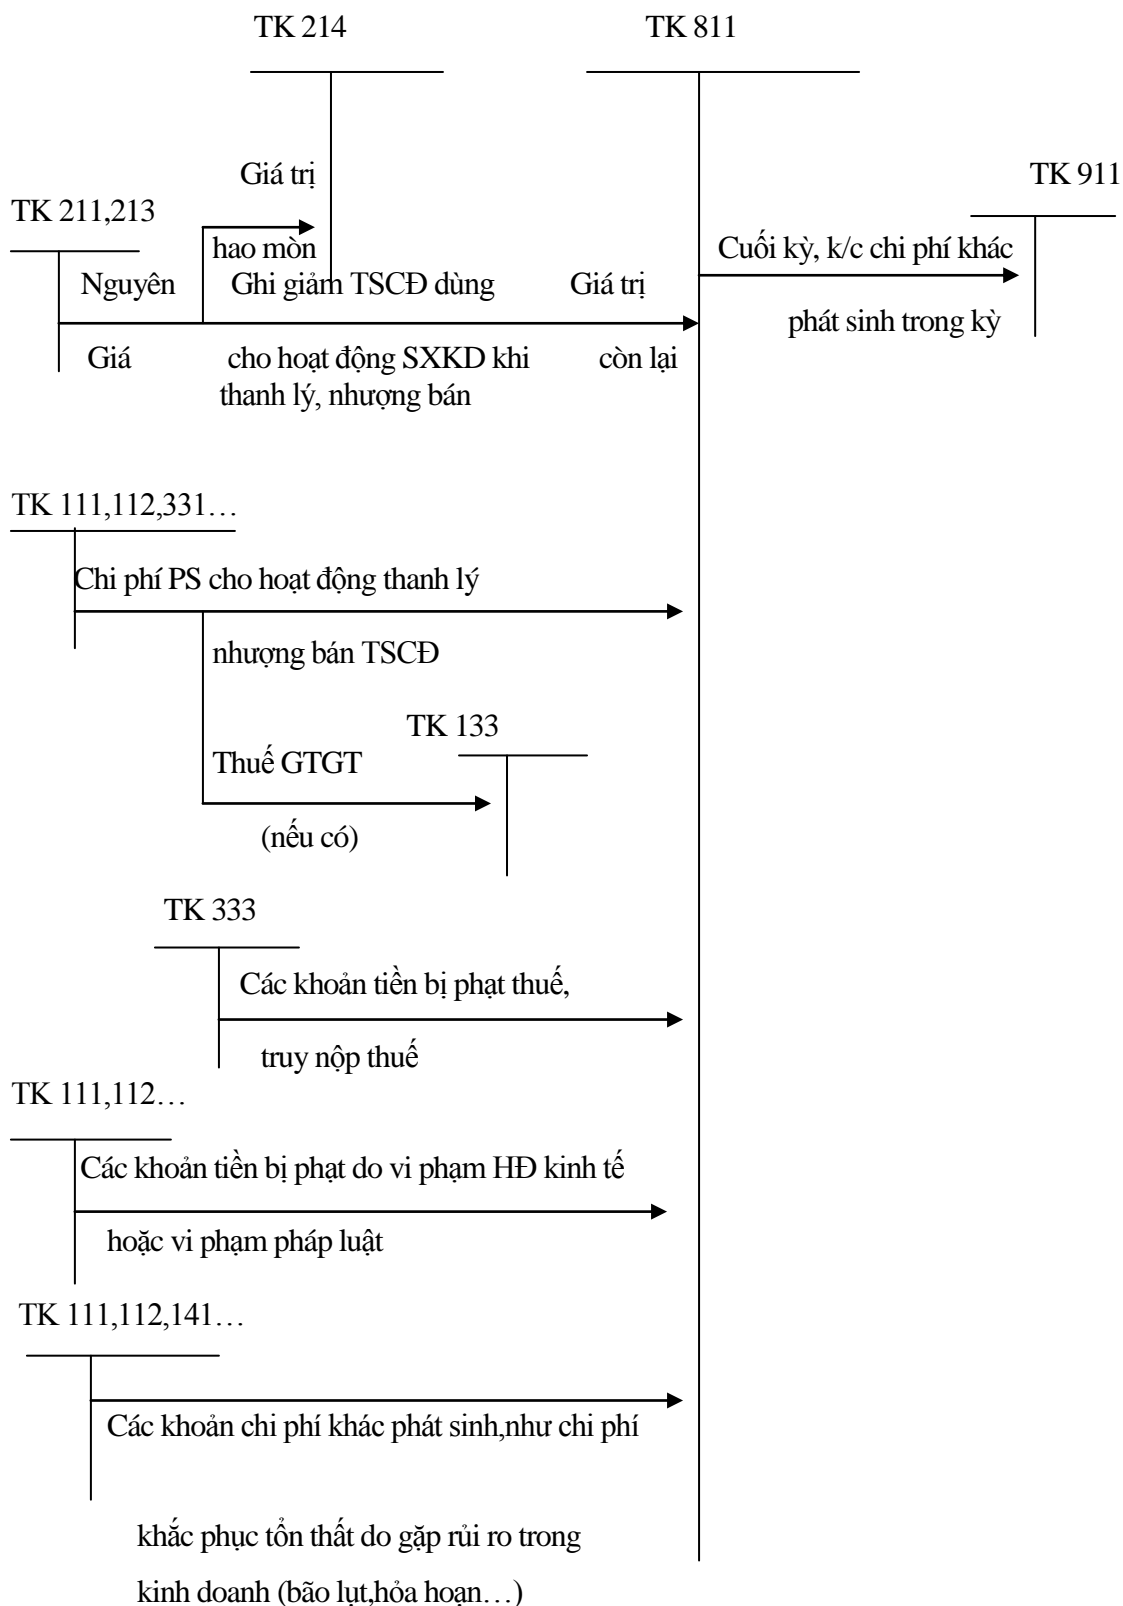 TK 214
TK 811
Giá trị
TK 911
TK 211,213
hao mòn
Cuối kỳ, k/c chi phí khác
Nguyên
Ghi giảm TSCĐ dùng
Giá trị
phát sinh trong kỳ
Giá
cho hoạt động SXKD khi
còn lại
thanh lý, nhượng bán
TK 111,112,331…
Chi phí PS cho hoạt động thanh lý
nhượng bán TSCĐ
TK 133
Thuế GTGT
(nếu có)
TK 333
Các khoản tiền bị phạt thuế,
truy nộp thuế
TK 111,112…
Các khoản tiền bị phạt do vi phạm HĐ kinh tế
hoặc vi phạm pháp luật
TK 111,112,141…
Các khoản chi phí khác phát sinh,như chi phí
khắc phục tổn thất do gặp rủi ro trong
kinh doanh (bão lụt,hỏa hoạn…)